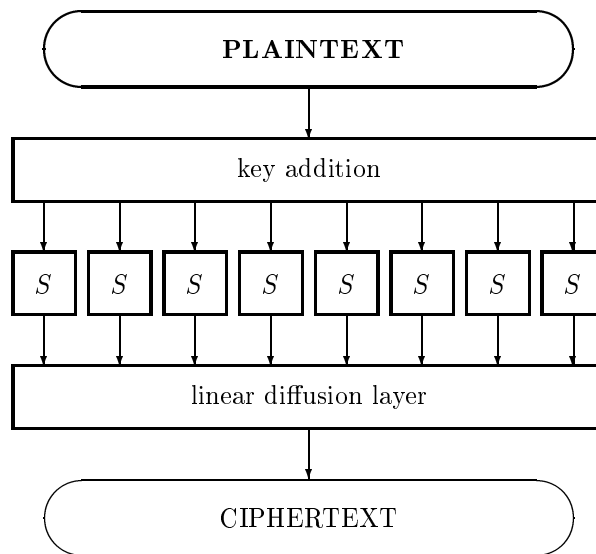 PLAINTEXT
key addition
S S S S S S S S
linear diffusion layer
CIPHERTEXT